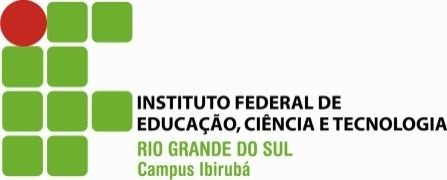 INSTITUTO FEDERAL DE
EDUCAÇÃO, CIÊNCIA E TECNOLOGIA
RIO GRANDE DO SUL
Campus Ibirubá